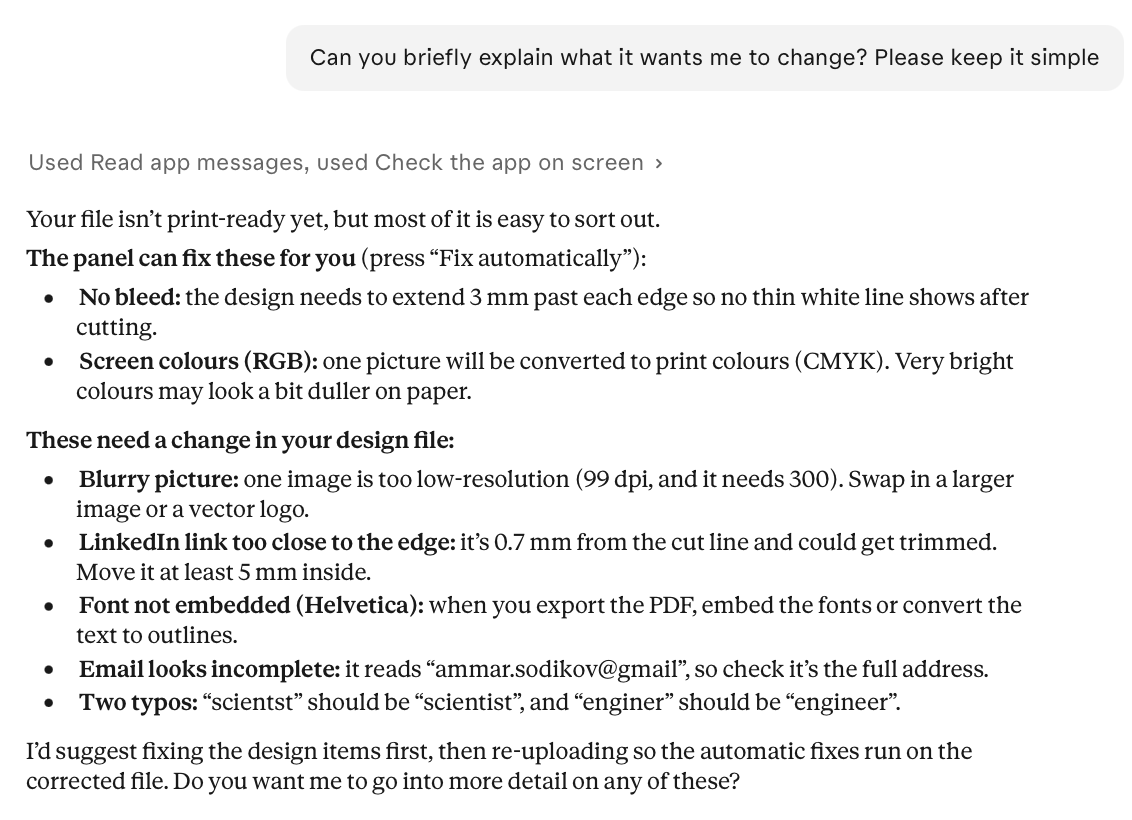 Can you briefly explain what it wants me to change? Please keep it simple
Used Read app messages, used Check the app on screen ›
Your file isn’t print-ready yet, but most of it is easy to sort out.
The panel can fix these for you (press “Fix automatically”):
• No bleed: the design needs to extend 3 mm past each edge so no thin white line shows after
cutting.
• Screen colours (RGB): one picture will be converted to print colours (CMYK). Very bright
colours may look a bit duller on paper.
These need a change in your design file:
• Blurry picture: one image is too low-resolution (99 dpi, and it needs 300). Swap in a larger
image or a vector logo.
• LinkedIn link too close to the edge: it’s 0.7 mm from the cut line and could get trimmed.
Move it at least 5 mm inside.
• Font not embedded (Helvetica): when you export the PDF, embed the fonts or convert the
text to outlines.
• Email looks incomplete: it reads “ammar.sodikov@gmail”, so check it’s the full address.
• Two typos: “scientst” should be “scientist”, and “enginer” should be “engineer”.
I’d suggest fixing the design items first, then re-uploading so the automatic fixes run on the
corrected file. Do you want me to go into more detail on any of these?